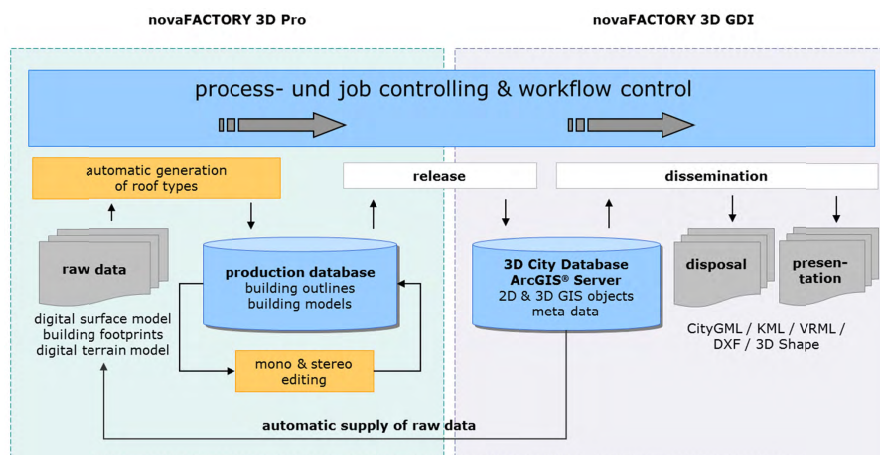 novaFACTORY 3D Pro
novaFACTORY 3D GDI
process- und job controlling & workflow control
automatic generation
of roof types
release
dissemination
raw data
production database
building outlines
building models
3D City Database
ArcGIS® Server
2D & 3D GIS objects
meta data
disposal
presen-
tation
digital surface model
building footprints
digital terrain model
mono & stereo
editing
CityGML / KML / VRML /
DXF / 3D Shape
automatic supply of raw data